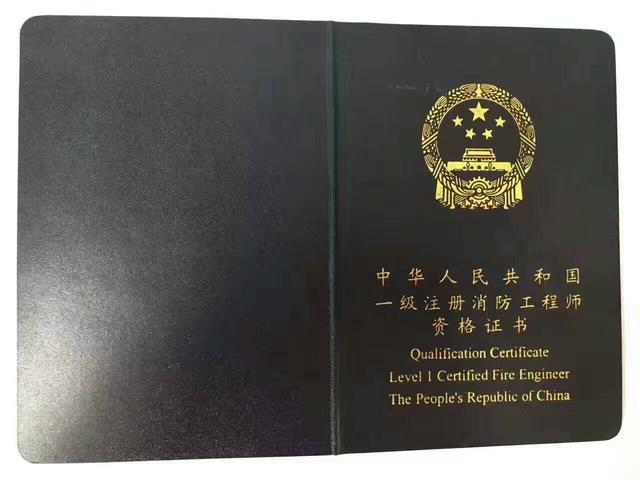 中华人民共和国
一级注册消防工程师
资格证书
Qualification Certificate
Level 1 Certified Fire Engineer
The People's Republic of China